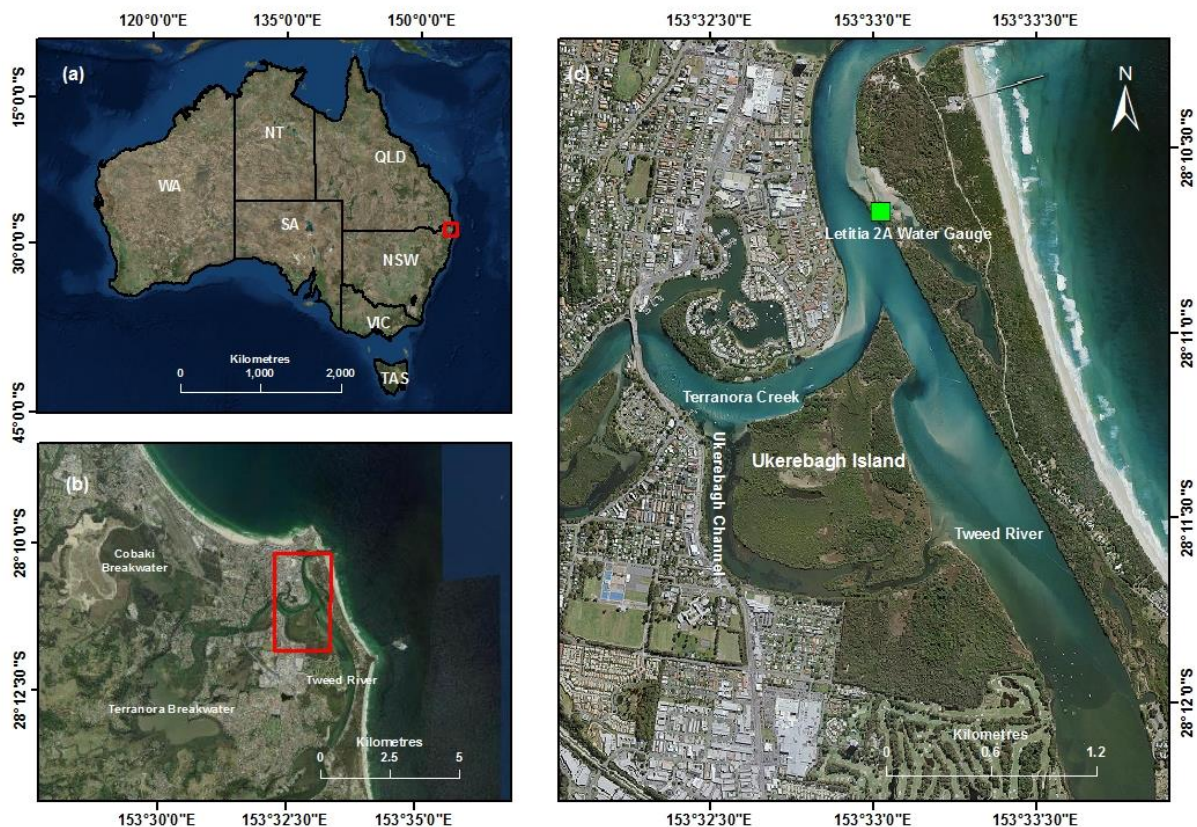 120°0'0"E
135°0'0"E
150°0'0"E
15°0'0"S
30°0'0"S
45°0'0"S
(a)
NT
QLD
WA
SA
NSW
VIC
TAS
Kilometres
0 1,000 2,000
(b)
28°10'0"S
28°12'30"S
Cobaki
Breakwater
Tweed River
Terranora Breakwater
Kilometres
0 2.5 5
153°30'0"E
153°32'30"E
153°35'0"E
153°32'30"E
153°33'0"E
153°33'30"E
(c)
N
28°10'30"S
28°11'0"S
28°11'30"S
28°12'0"S
Letitia 2A Water Gauge
Terranora Creek
Ukerebagh Channel
Ukerebagh Island
Tweed River
Kilometres
0 0.6 1.2
153°32'30"E
153°33'0"E
153°33'30"E